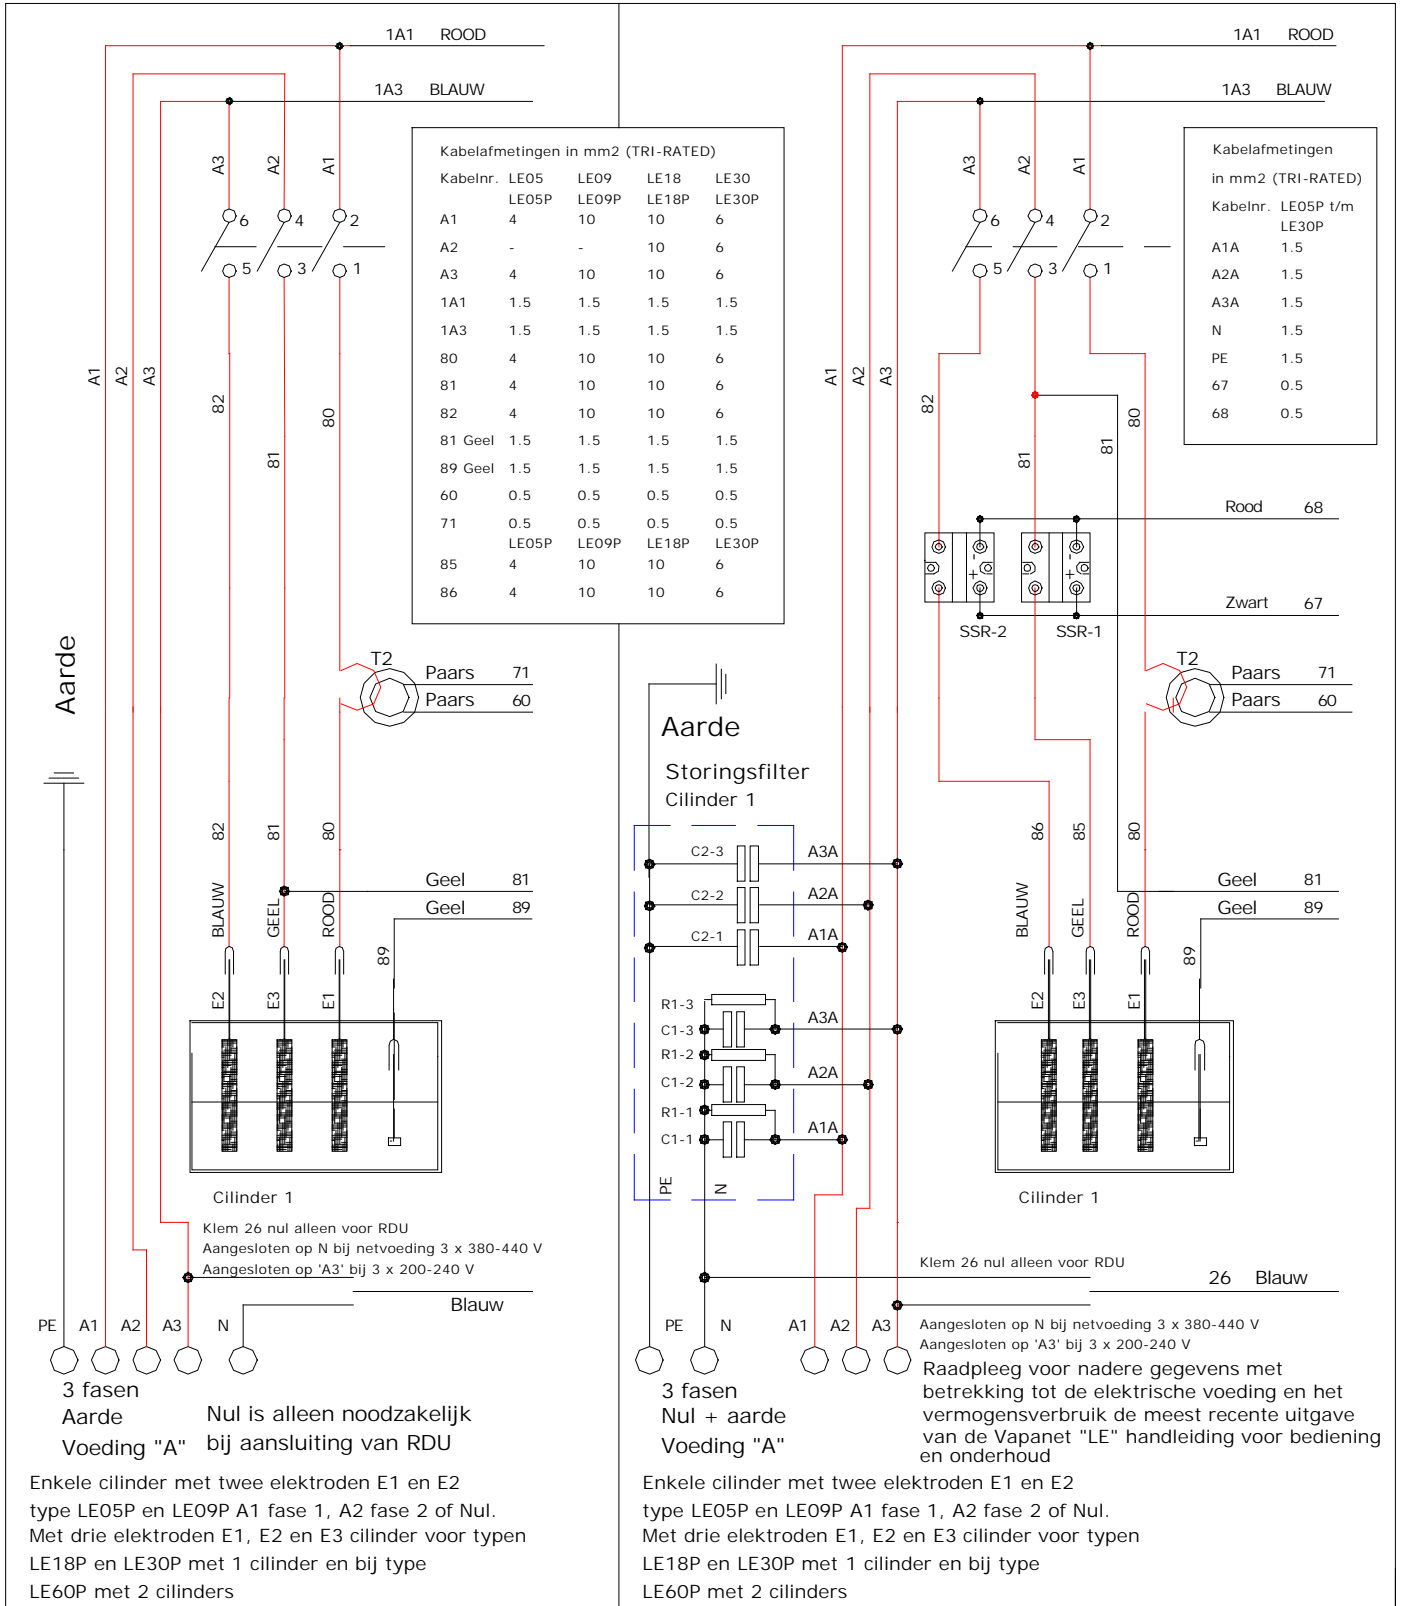 1A1 ROOD
1A3 BLAUW
A3
A2
A1
6
4
2
5
3
1
A1
A2
A3
82
81
80
Kabelafmetingen in mm2 (TRI-RATED)
Kabelnr. LE05 LE09 LE18 LE30
LE05P LE09P LE18P LE30P
A1 4 10 10 6
A2 - - 10 6
A3 4 10 10 6
1A1 1.5 1.5 1.5 1.5
1A3 1.5 1.5 1.5 1.5
80 4 10 10 6
81 4 10 10 6
82 4 10 10 6
81 Geel 1.5 1.5 1.5 1.5
89 Geel 1.5 1.5 1.5 1.5
60 0.5 0.5 0.5 0.5
71 0.5 0.5 0.5 0.5
LE05P LE09P LE18P LE30P
85 4 10 10 6
86 4 10 10 6
Aarde
T2
Paars 71
Paars 60
82
81
80
Geel 81
Geel 89
BLAUW
GEEL
ROOD
89
E2
E3
E1
Cilinder 1
Klem 26 nul alleen voor RDU
Aangesloten op N bij netvoeding 3 x 380-440 V
Aangesloten op 'A3' bij 3 x 200-240 V
Blauw
PE A1 A2 A3 N
3 fasen
Aarde
Voeding "A"
Nul is alleen noodzakelijk
bij aansluiting van RDU
Enkele cilinder met twee elektroden E1 en E2
type LE05P en LE09P A1 fase 1, A2 fase 2 of Nul.
Met drie elektroden E1, E2 en E3 cilinder voor typen
LE18P en LE30P met 1 cilinder en bij type
LE60P met 2 cilinders
1A1 ROOD
1A3 BLAUW
A3
A2
A1
6
4
2
5
3
1
A1
A2
A3
82
81
81
80
Kabelafmetingen
in mm2 (TRI-RATED)
Kabelnr. LE05P t/m
LE30P
A1A 1.5
A2A 1.5
A3A 1.5
N 1.5
PE 1.5
67 0.5
68 0.5
Rood 68
-
+
-
+
Zwart 67
SSR-2
SSR-1
T2
Paars 71
Paars 60
Aarde
Storingsfilter
Cilinder 1
C2-3 A3A
C2-2 A2A
C2-1 A1A
R1-3
C1-3 A3A
R1-2
C1-2 A2A
R1-1
C1-1 A1A
PE
N
86
85
80
Geel 81
Geel 89
BLAUW
GEEL
ROOD
89
E2
E3
E1
Cilinder 1
Klem 26 nul alleen voor RDU
26 Blauw
PE N A1 A2 A3
Aangesloten op N bij netvoeding 3 x 380-440 V
Aangesloten op 'A3' bij 3 x 200-240 V
Raadpleeg voor nadere gegevens met
betrekking tot de elektrische voeding en het
vermogensverbruik de meest recente uitgave
van de Vapanet "LE" handleiding voor bediening
en onderhoud
3 fasen
Nul + aarde
Voeding "A"
Enkele cilinder met twee elektroden E1 en E2
type LE05P en LE09P A1 fase 1, A2 fase 2 of Nul.
Met drie elektroden E1, E2 en E3 cilinder voor typen
LE18P en LE30P met 1 cilinder en bij type
LE60P met 2 cilinders